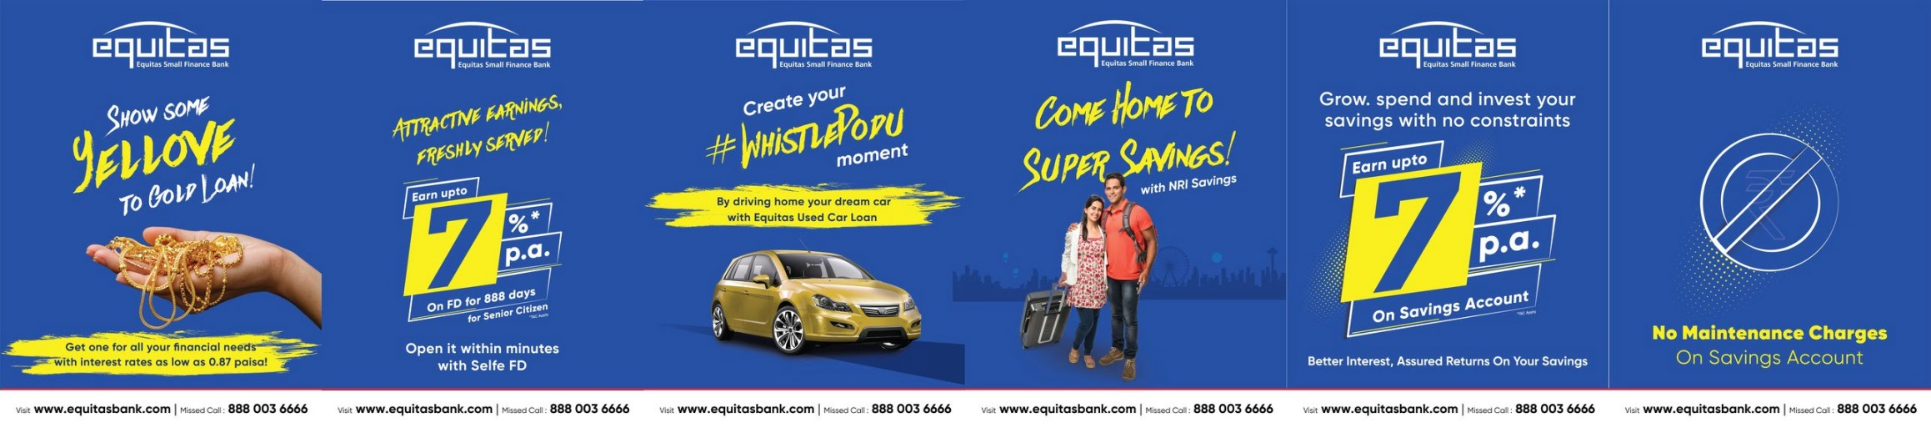 equitas
Equitas Small Finance Bank
SHOW SOME
YELLOVE
TO GOLD LOAN!
Get one for all your financial needs
with interest rates as low as 0.87 paisa!
Visit www.equitasbank.com | Missed Call : 888 003 6666
equitas
Equitas Small Finance Bank
ATTRACTIVE EARNINGS,
FRESHLY SERVED!
Earn upto
7%*
p.a.
On FD for 888 days
for Senior Citizen
Open it within minutes
with Selfe FD
Visit www.equitasbank.com | Missed Call : 888 003 6666
equitas
Equitas Small Finance Bank
Create your
#WHISTLEPODU
moment
By driving home your dream car
with Equitas Used Car Loan
Visit www.equitasbank.com | Missed Call : 888 003 6666
equitas
Equitas Small Finance Bank
COME HOME TO
SUPER SAVINGS!
with NRI Savings
Visit www.equitasbank.com | Missed Call : 888 003 6666
equitas
Equitas Small Finance Bank
Grow. spend and invest your
savings with no constraints
Earn upto
7%*
p.a.
On Savings Account
Better Interest, Assured Returns On Your Savings
Visit www.equitasbank.com | Missed Call : 888 003 6666
equitas
Equitas Small Finance Bank
₹
No Maintenance Charges
On Savings Account
Visit www.equitasbank.com | Missed Call : 888 003 6666